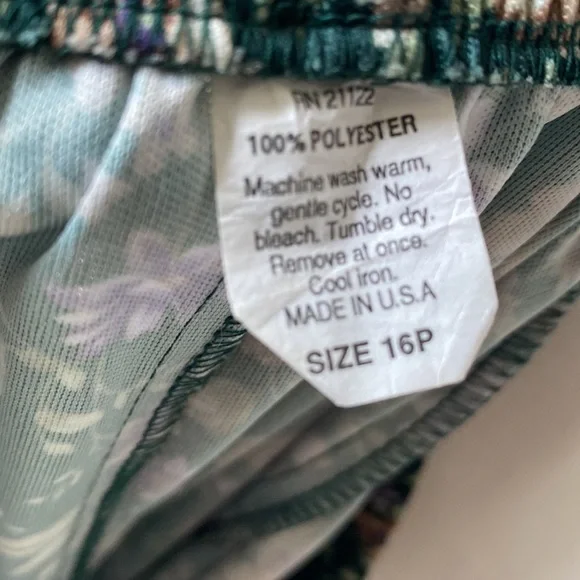 RN 21122
100% POLYESTER
Machine wash warm,
gentle cycle. No
bleach. Tumble dry.
Remove at once.
Cool iron.
MADE IN U.S.A
SIZE 16P